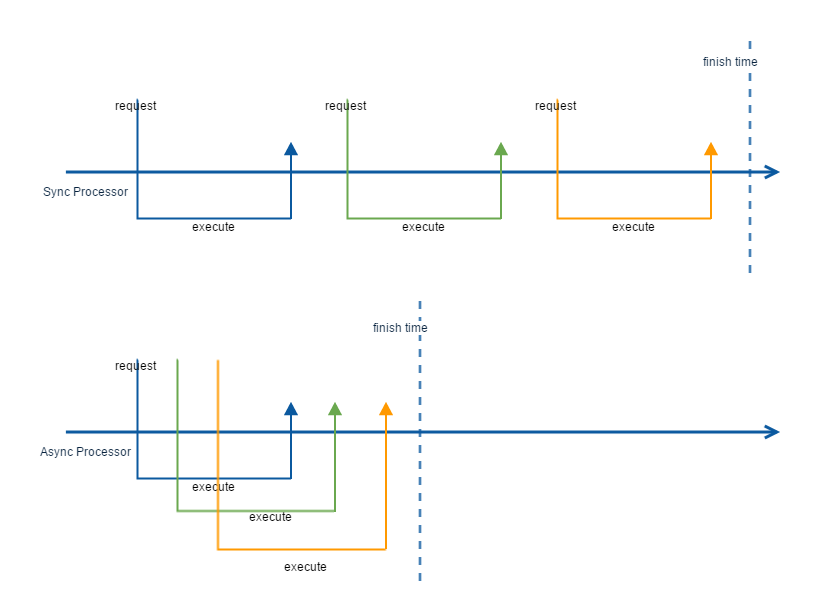 finish time
request
request
request
Sync Processor
execute
execute
execute
finish time
request
Async Processor
execute
execute
execute